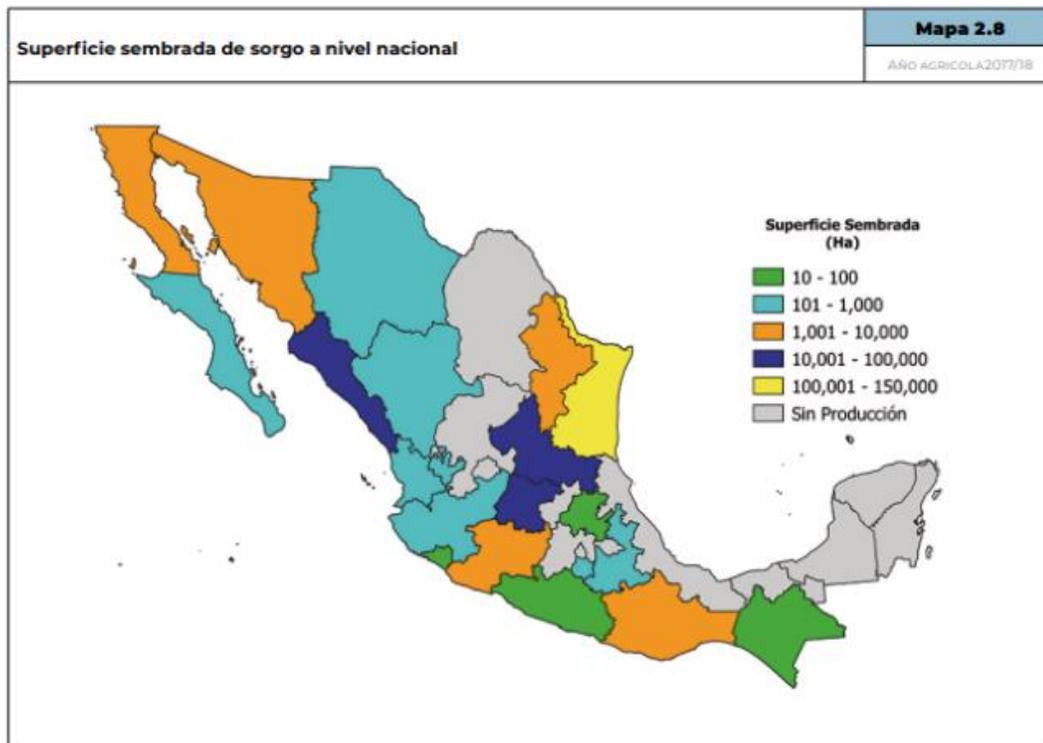 Superficie sembrada de sorgo a nivel nacional
Mapa 2.8
AÑO AGRICOLA2017/18
Superficie Sembrada
(Ha)
10 - 100
101 - 1,000
1,001 - 10,000
10,001 - 100,000
100,001 - 150,000
Sin Producción